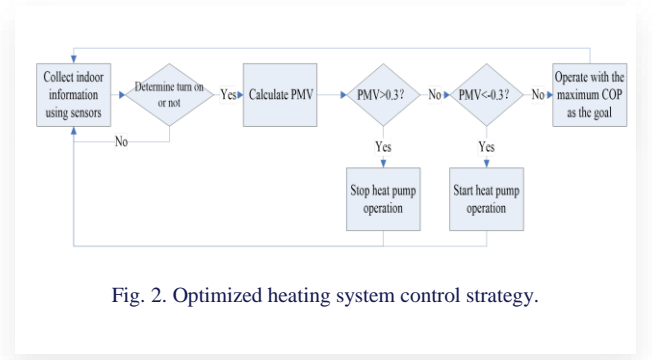 Collect indoor
information
using sensors
Determine turn on
or not
Yes
No
Calculate PMV
PMV>0.3?
No
Yes
PMV<-0.3?
No
Yes
Operate with the
maximum COP
as the goal
Stop heat pump
operation
Start heat pump
operation
Fig. 2. Optimized heating system control strategy.